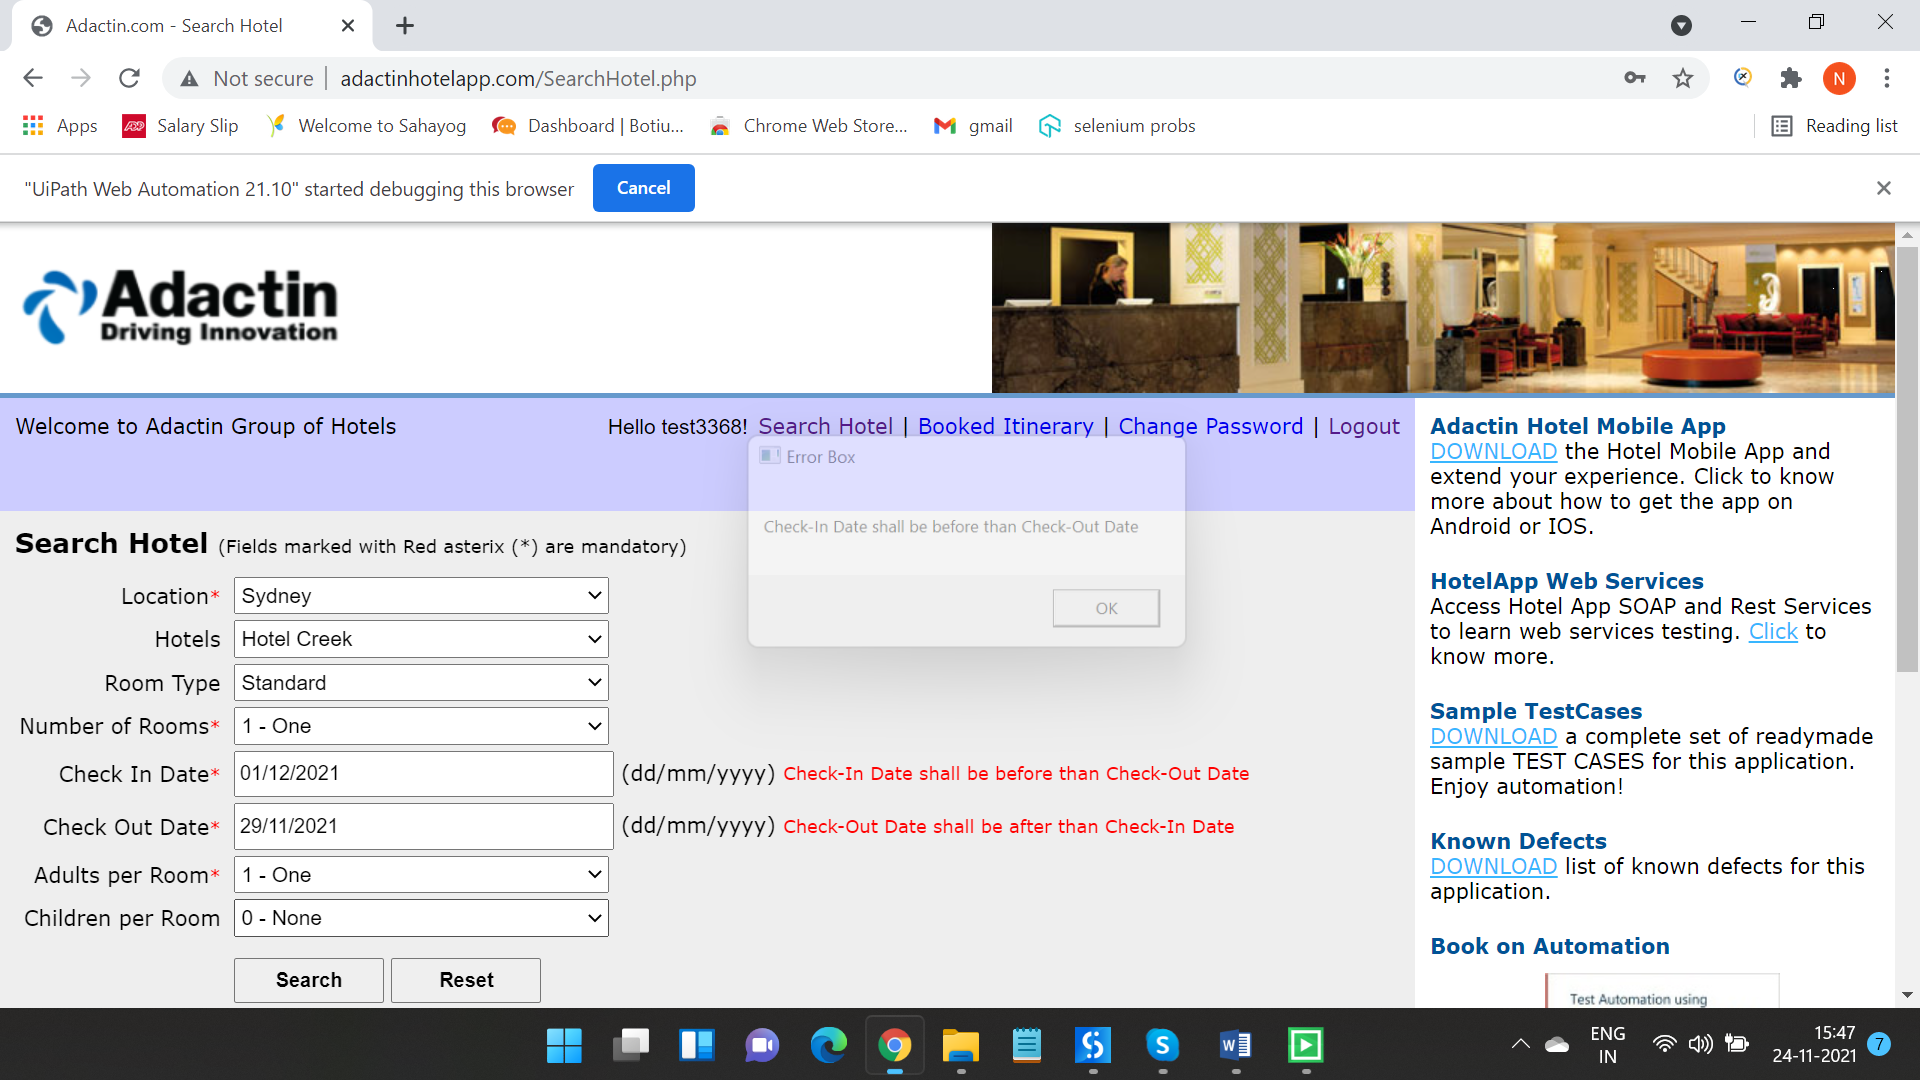 Adactin.com - Search Hotel
Not secure
adactinhotelapp.com/SearchHotel.php
N
Apps
Salary Slip
Welcome to Sahayog
Dashboard | Botiu...
Chrome Web Store...
gmail
selenium probs
Reading list
"UiPath Web Automation 21.10" started debugging this browser
Cancel
Adactin
Driving Innovation
Welcome to Adactin Group of Hotels
Hello test3368! Search Hotel | Booked Itinerary | Change Password | Logout
Error Box
Check-In Date shall be before than Check-Out Date
OK
Search Hotel (Fields marked with Red asterix (*) are mandatory)
Location* Sydney
Hotels Hotel Creek
Room Type Standard
Number of Rooms* 1 - One
Check In Date* 01/12/2021 (dd/mm/yyyy) Check-In Date shall be before than Check-Out Date
Check Out Date* 29/11/2021 (dd/mm/yyyy) Check-Out Date shall be after than Check-In Date
Adults per Room* 1 - One
Children per Room 0 - None
Search
Reset
Adactin Hotel Mobile App
DOWNLOAD the Hotel Mobile App and
extend your experience. Click to know
more about how to get the app on
Android or IOS.
HotelApp Web Services
Access Hotel App SOAP and Rest Services
to learn web services testing. Click to
know more.
Sample TestCases
DOWNLOAD a complete set of readymade
sample TEST CASES for this application.
Enjoy automation!
Known Defects
DOWNLOAD list of known defects for this
application.
Book on Automation
Test Automation using
ENG
IN
15:47
24-11-2021
7